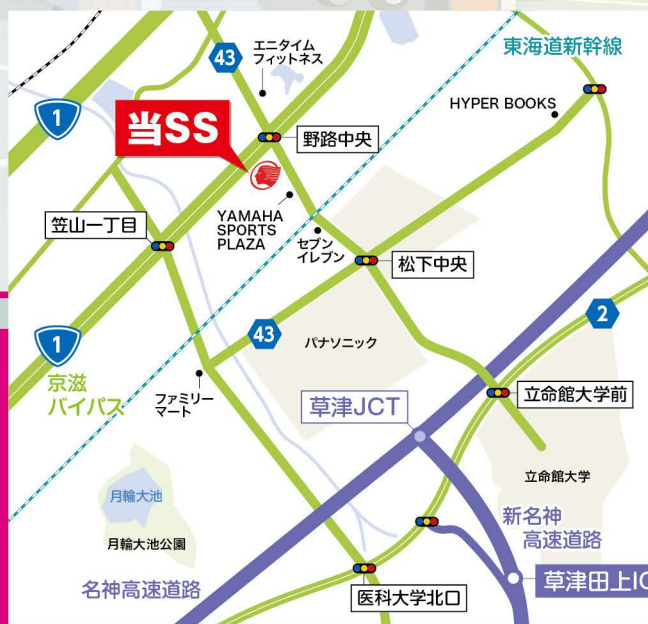 43
エニタイム
フィットネス
東海道新幹線
1
HYPER BOOKS
当SS
野路中央
笠山一丁目
YAMAHA
SPORTS
PLAZA
セブン
イレブン
松下中央
1
京滋
バイパス
43
パナソニック
2
ファミリー
マート
草津JCT
立命館大学前
立命館大学
月輪大池
月輪大池公園
新名神
高速道路
名神高速道路
草津田上IC
医科大学北口